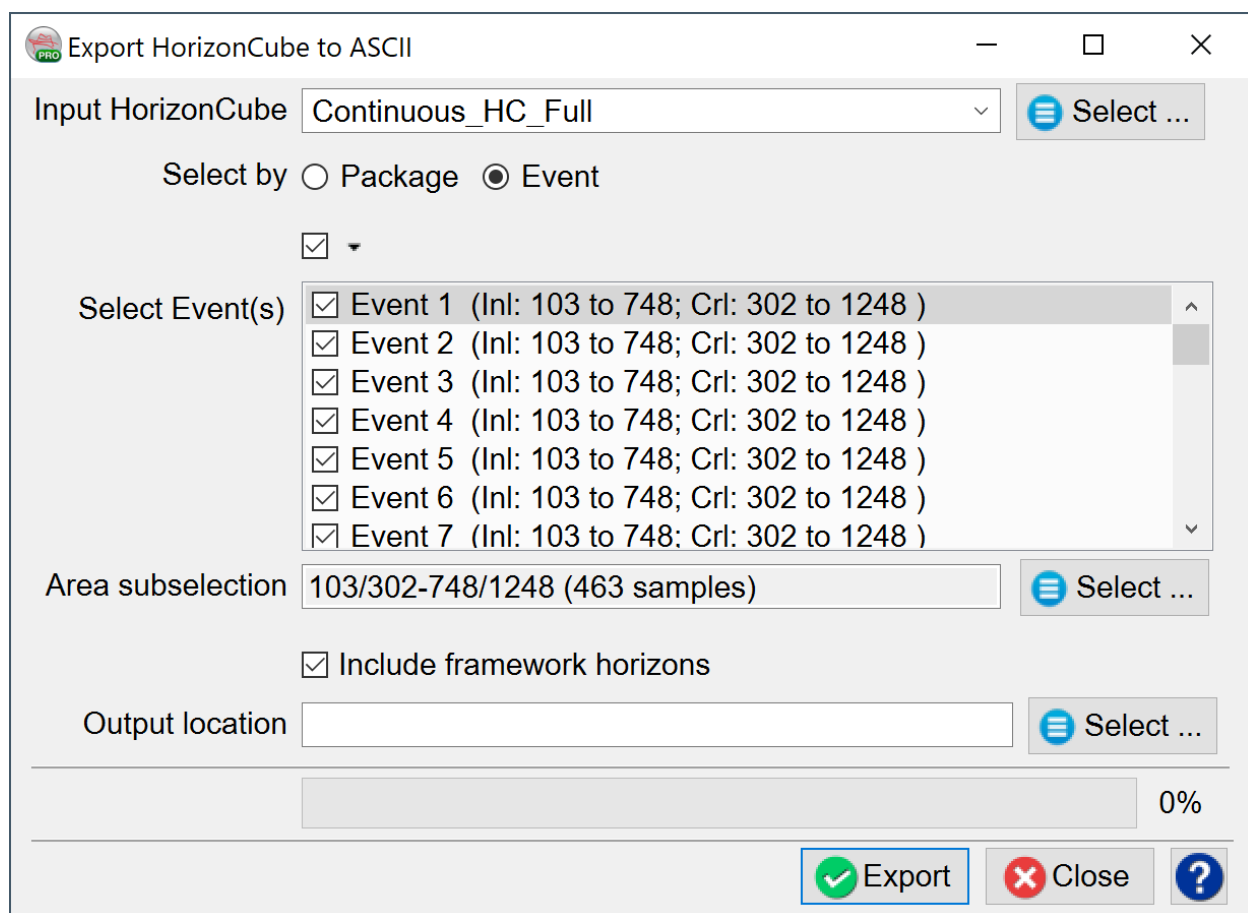 PRO Export HorizonCube to ASCII
Input HorizonCube Continuous_HC_Full Select ...
Select by Package Event
Select Event(s)
Event 1 (Inl: 103 to 748; Crl: 302 to 1248 )
Event 2 (Inl: 103 to 748; Crl: 302 to 1248 )
Event 3 (Inl: 103 to 748; Crl: 302 to 1248 )
Event 4 (Inl: 103 to 748; Crl: 302 to 1248 )
Event 5 (Inl: 103 to 748; Crl: 302 to 1248 )
Event 6 (Inl: 103 to 748; Crl: 302 to 1248 )
Event 7 (Inl: 103 to 748; Crl: 302 to 1248 )
Area subselection 103/302-748/1248 (463 samples) Select ...
Include framework horizons
Output location Select ...
0%
Export Close ?